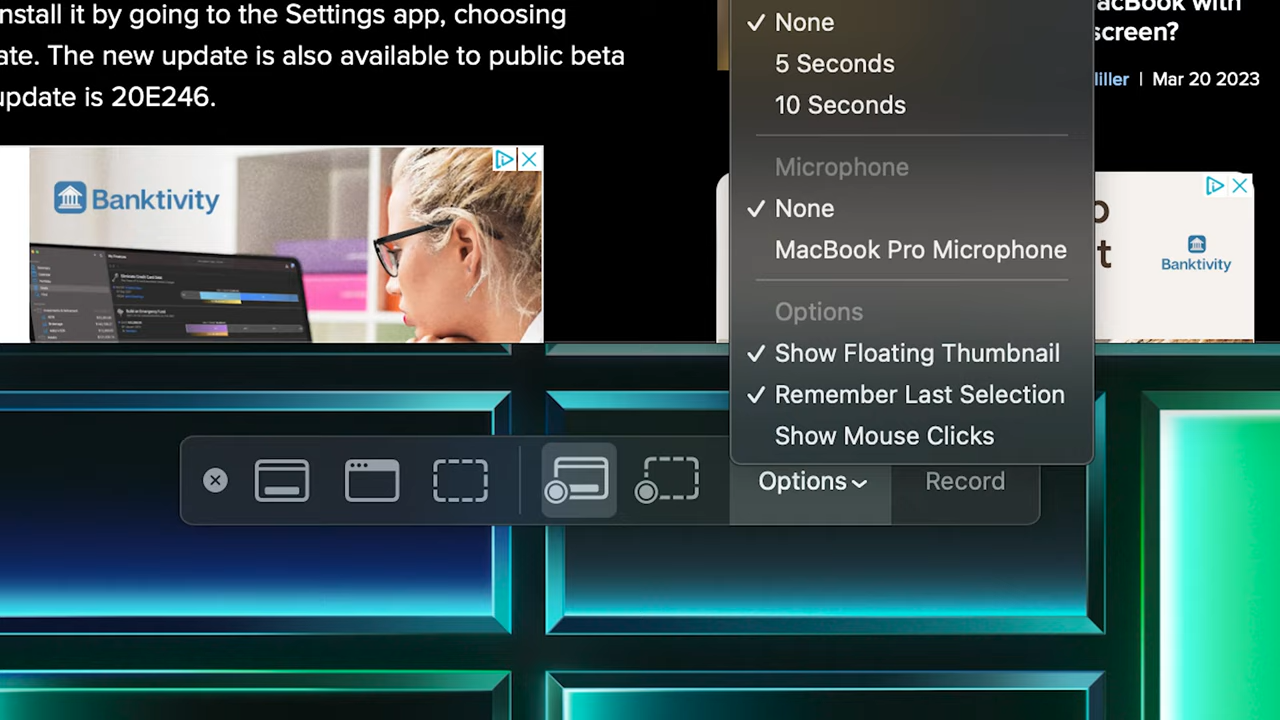 nstall it by going to the Settings app, choosing
ate. The new update is also available to public beta
update is 20E246.
Banktivity
None
5 Seconds
10 Seconds
Microphone
None
MacBook Pro Microphone
Options
Show Floating Thumbnail
Remember Last Selection
Show Mouse Clicks
Options
Record
acBook with
screen?
Miller | Mar 20 2023
t
Banktivity